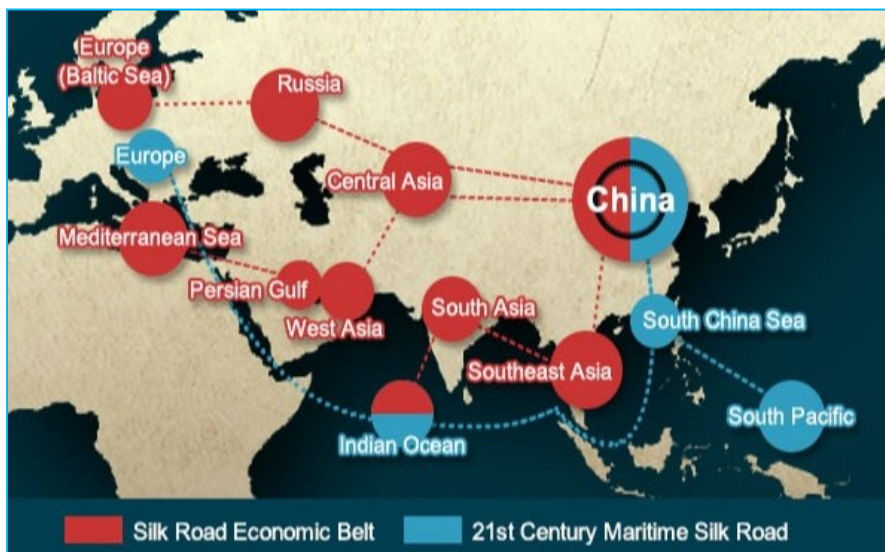 Europe
(Baltic Sea)
Russia
Europe
Central Asia
China
Mediterranean Sea
Persian Gulf
West Asia
South Asia
South China Sea
Southeast Asia
South Pacific
Indian Ocean
Silk Road Economic Belt
21st Century Maritime Silk Road